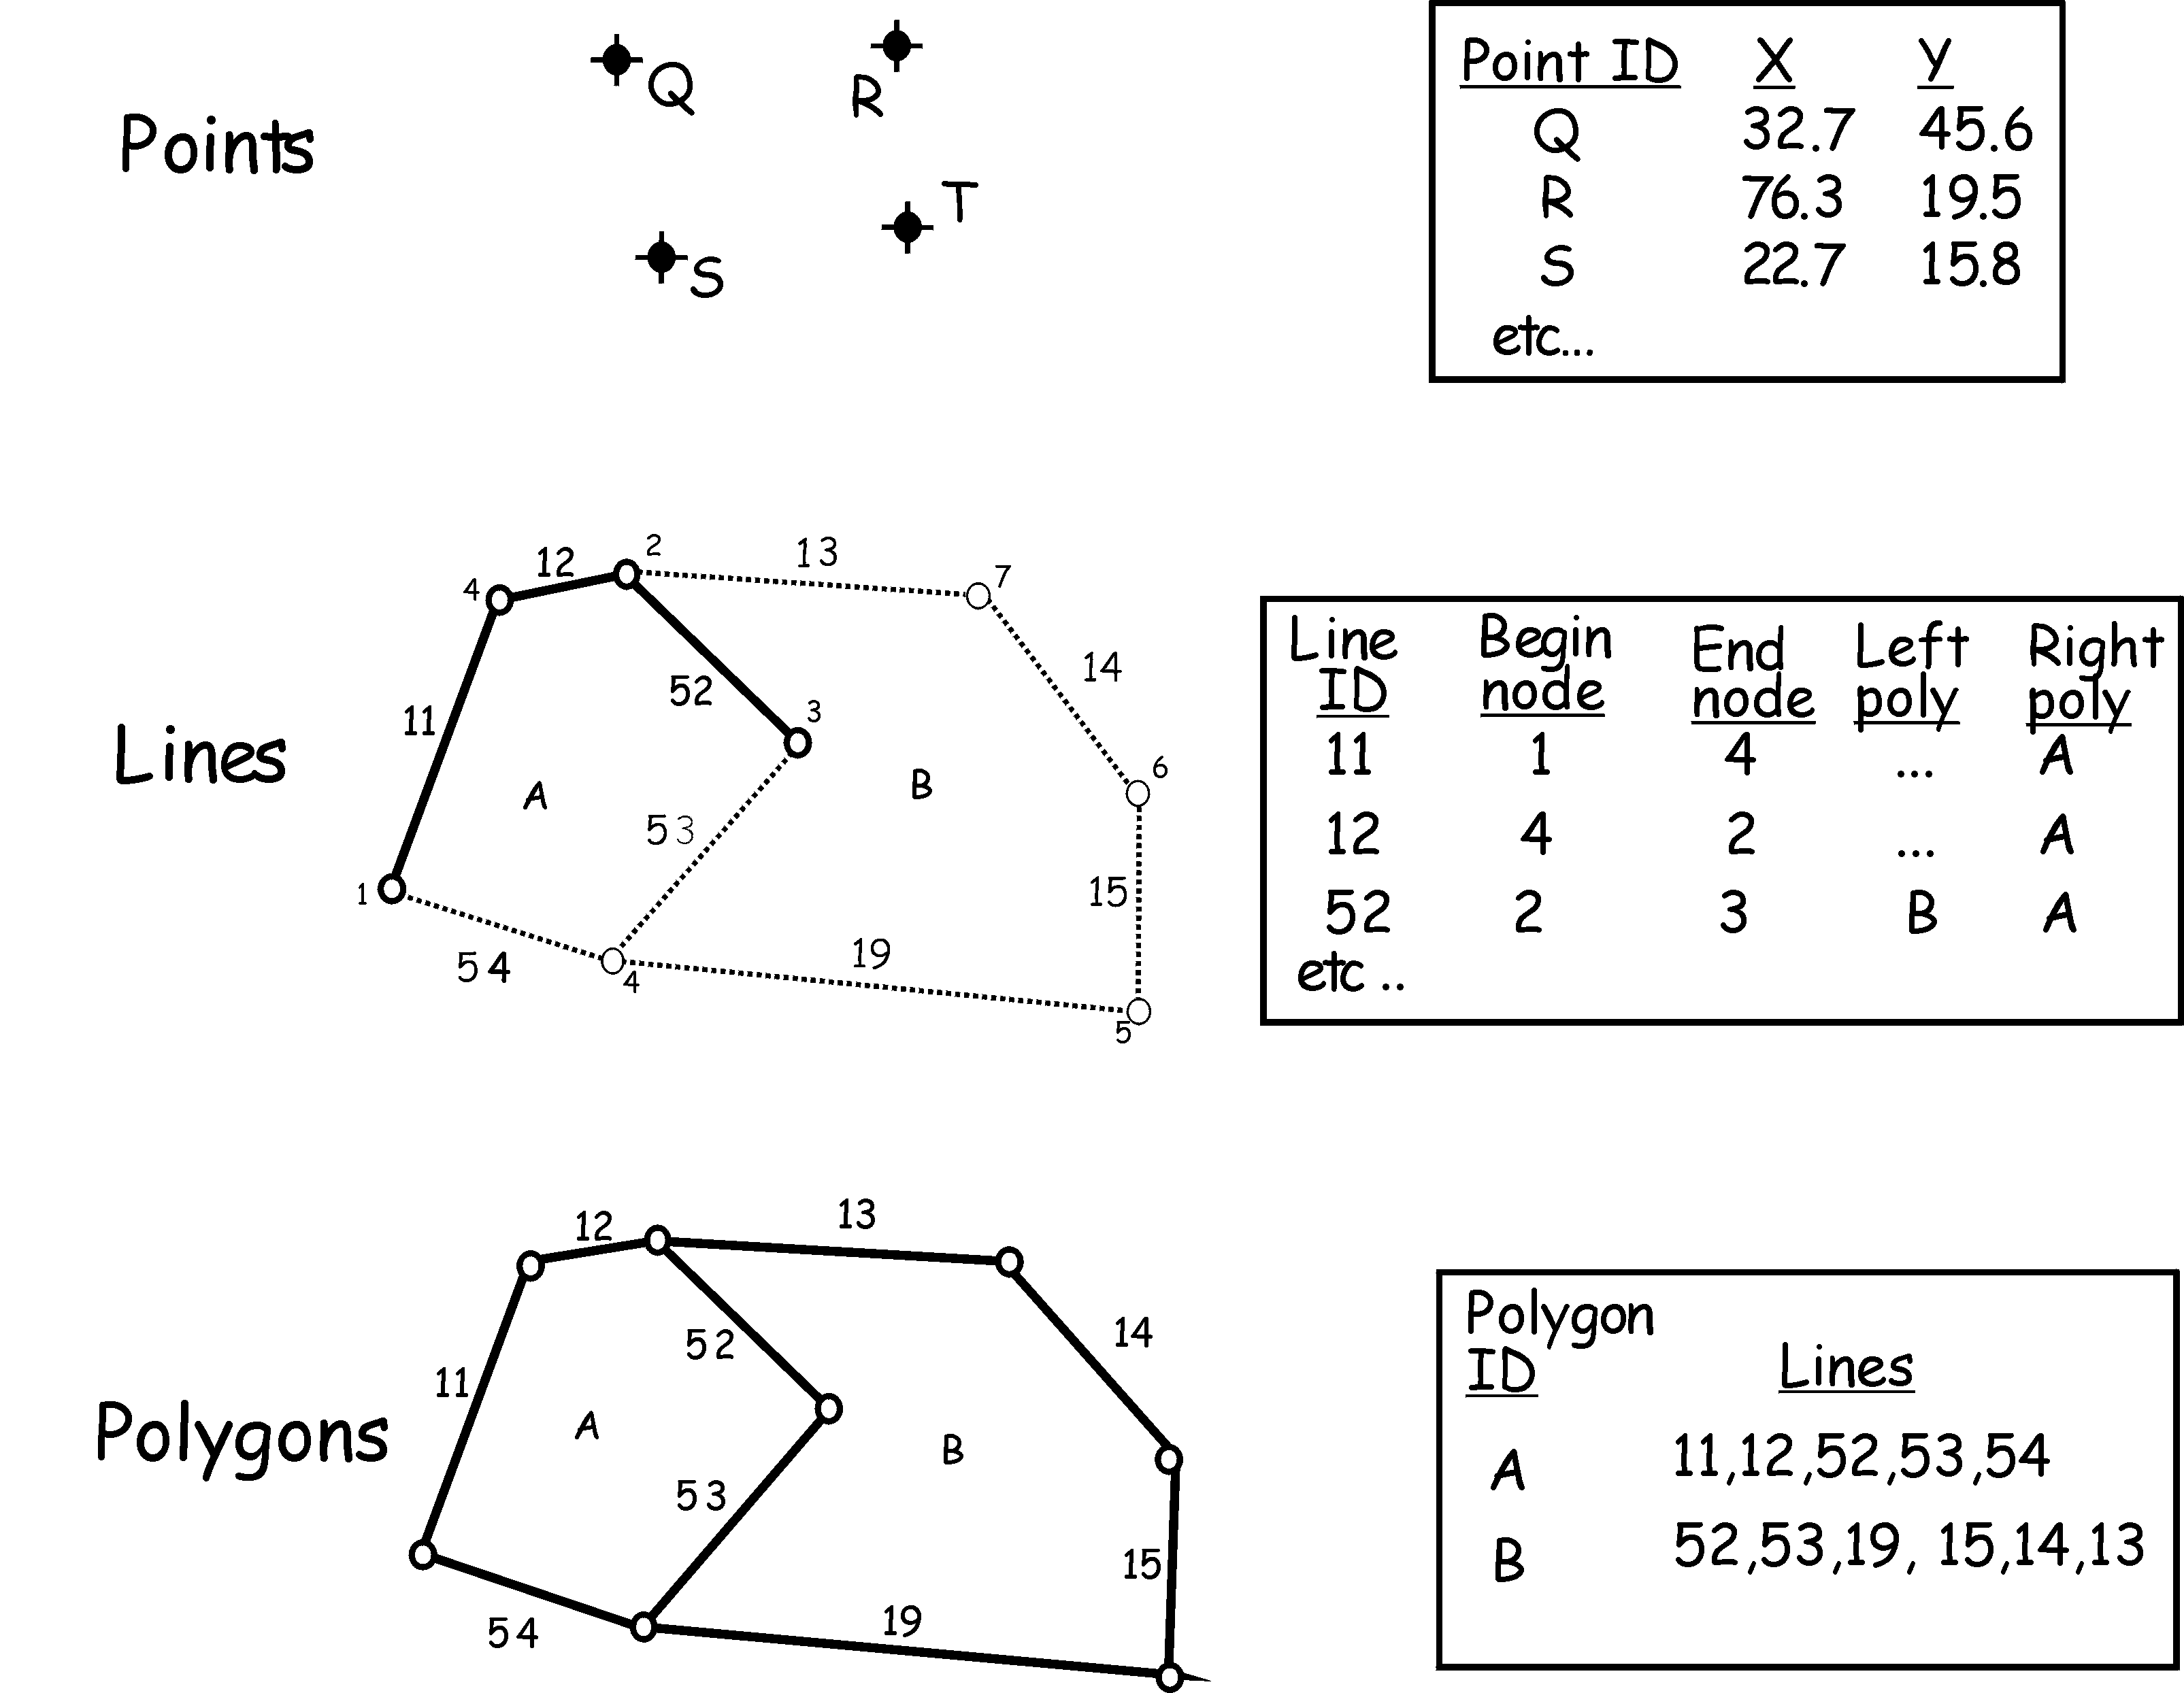 Points
Q
R
S
T
Point ID X Y
Q 32.7 45.6
R 76.3 19.5
S 22.7 15.8
etc...
Lines
4
12
2
13
7
11
52
3
14
A
53
B
6
1
54
4
19
15
5
Line ID Begin node End node Left poly Right poly
11 1 4 ... A
12 4 2 ... A
52 2 3 B A
etc ..
Polygons
12
13
11
52
14
A
B
53
15
54
19
Polygon
ID Lines
A 11,12,52,53,54
B 52,53,19, 15,14,13